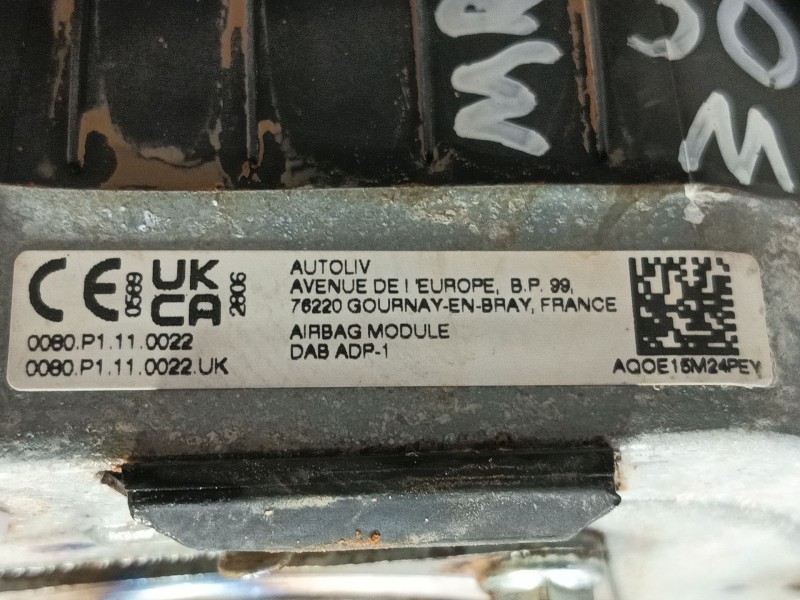 CE 0589 UK CA 2806
0080.P1.11.0022
0080.P1.11.0022.UK
AUTOLIV
AVENUE DE l'EUROPE, B.P. 99,
76220 GOURNAY-EN-BRAY, FRANCE
AIRBAG MODULE
DAB ADP-1
AQOE15M24PEY